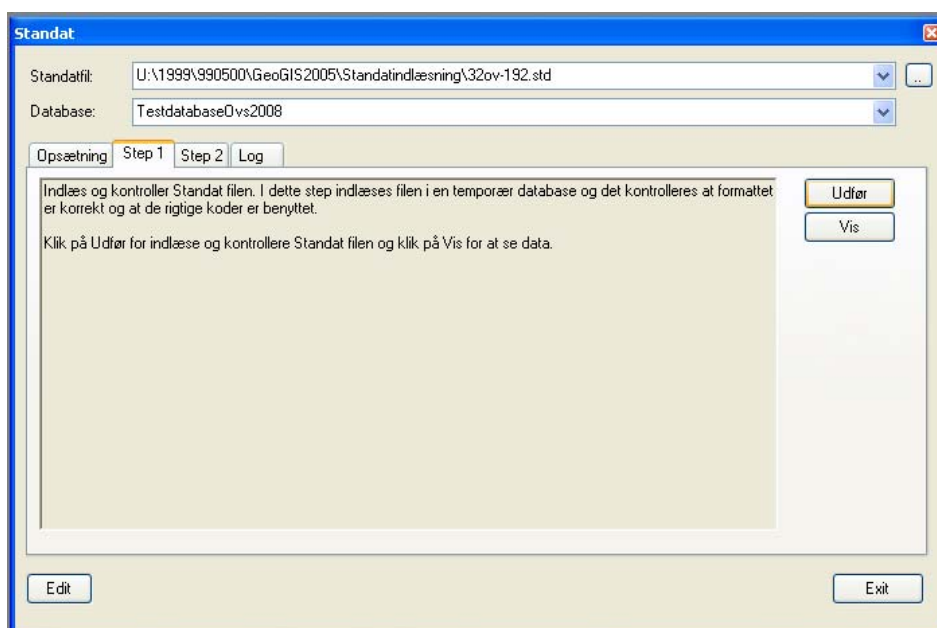 Standat
Standatfil:
U:\1999\990500\GeoGIS2005\Standatindlæsning\32ov-192.std
..
Database:
TestdatabaseOvs2008
Opsætning Step 1 Step 2 Log
Indlæs og kontroller Standat filen. I dette step indlæses filen i en temporær database og det kontrolleres at formattet
er korrekt og at de rigtige koder er benyttet.
Klik på Udfør for indlæse og kontrollere Standat filen og klik på Vis for at se data.
Udfør
Vis
Edit
Exit